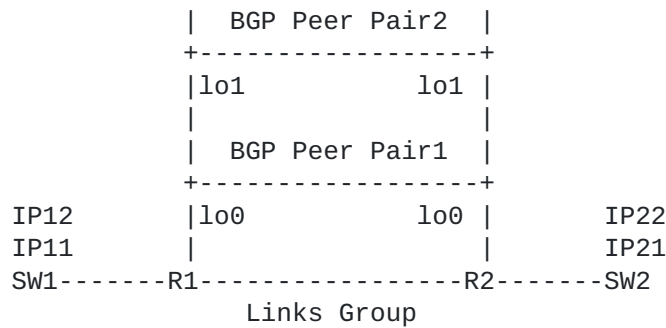 | BGP Peer Pair2 |
+------------------+
|lo1 lo1 |
| |
| BGP Peer Pair1 |
+------------------+
IP12 |lo0 lo0 | IP22
IP11 | | IP21
SW1-------R1-----------------R2-------SW2
Links Group